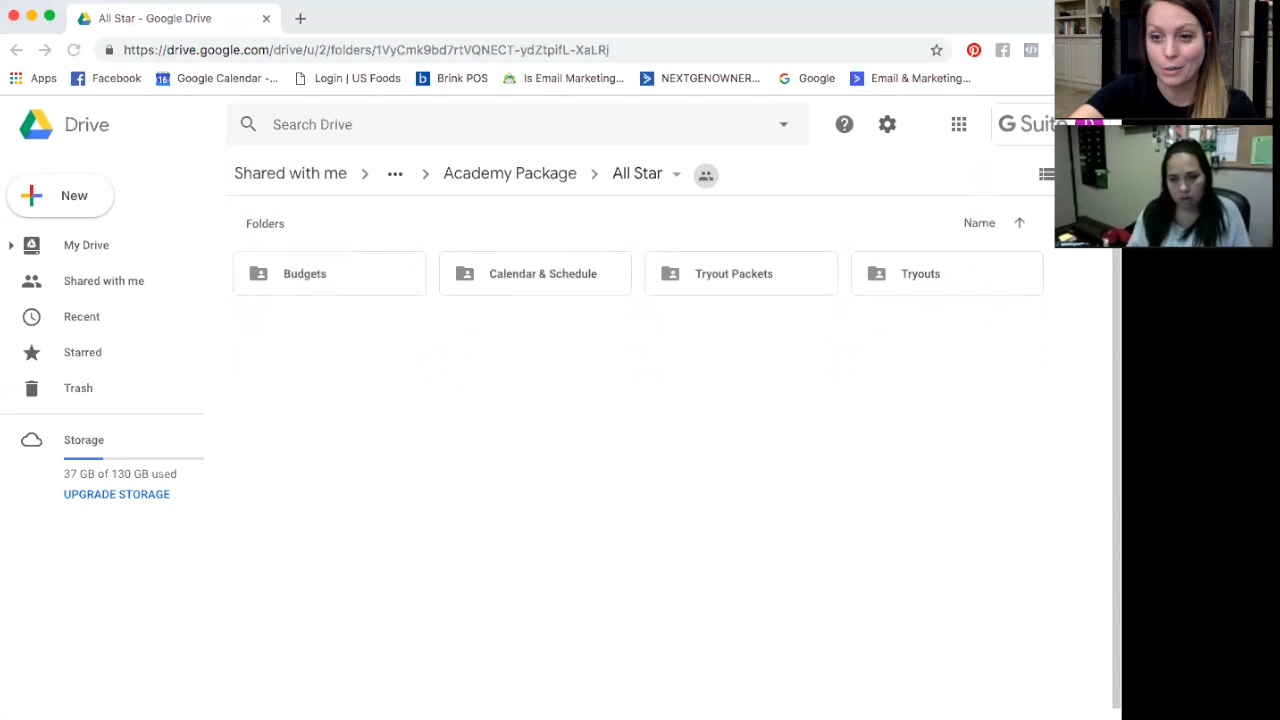 All Star - Google Drive
https://drive.google.com/drive/u/2/folders/1VyCmk9bd7rtVQNECT-ydZtpifL-XaLRj
Apps Facebook 16 Google Calendar -... Login | US Foods b Brink POS Is Email Marketing... NEXTGENOWNER... Google Email & Marketing...
Drive Search Drive G Suit
New Shared with me ... Academy Package All Star
Folders Name
My Drive
Budgets Calendar & Schedule Tryout Packets Tryouts
Shared with me
Recent
Starred
Trash
Storage
37 GB of 130 GB used
UPGRADE STORAGE